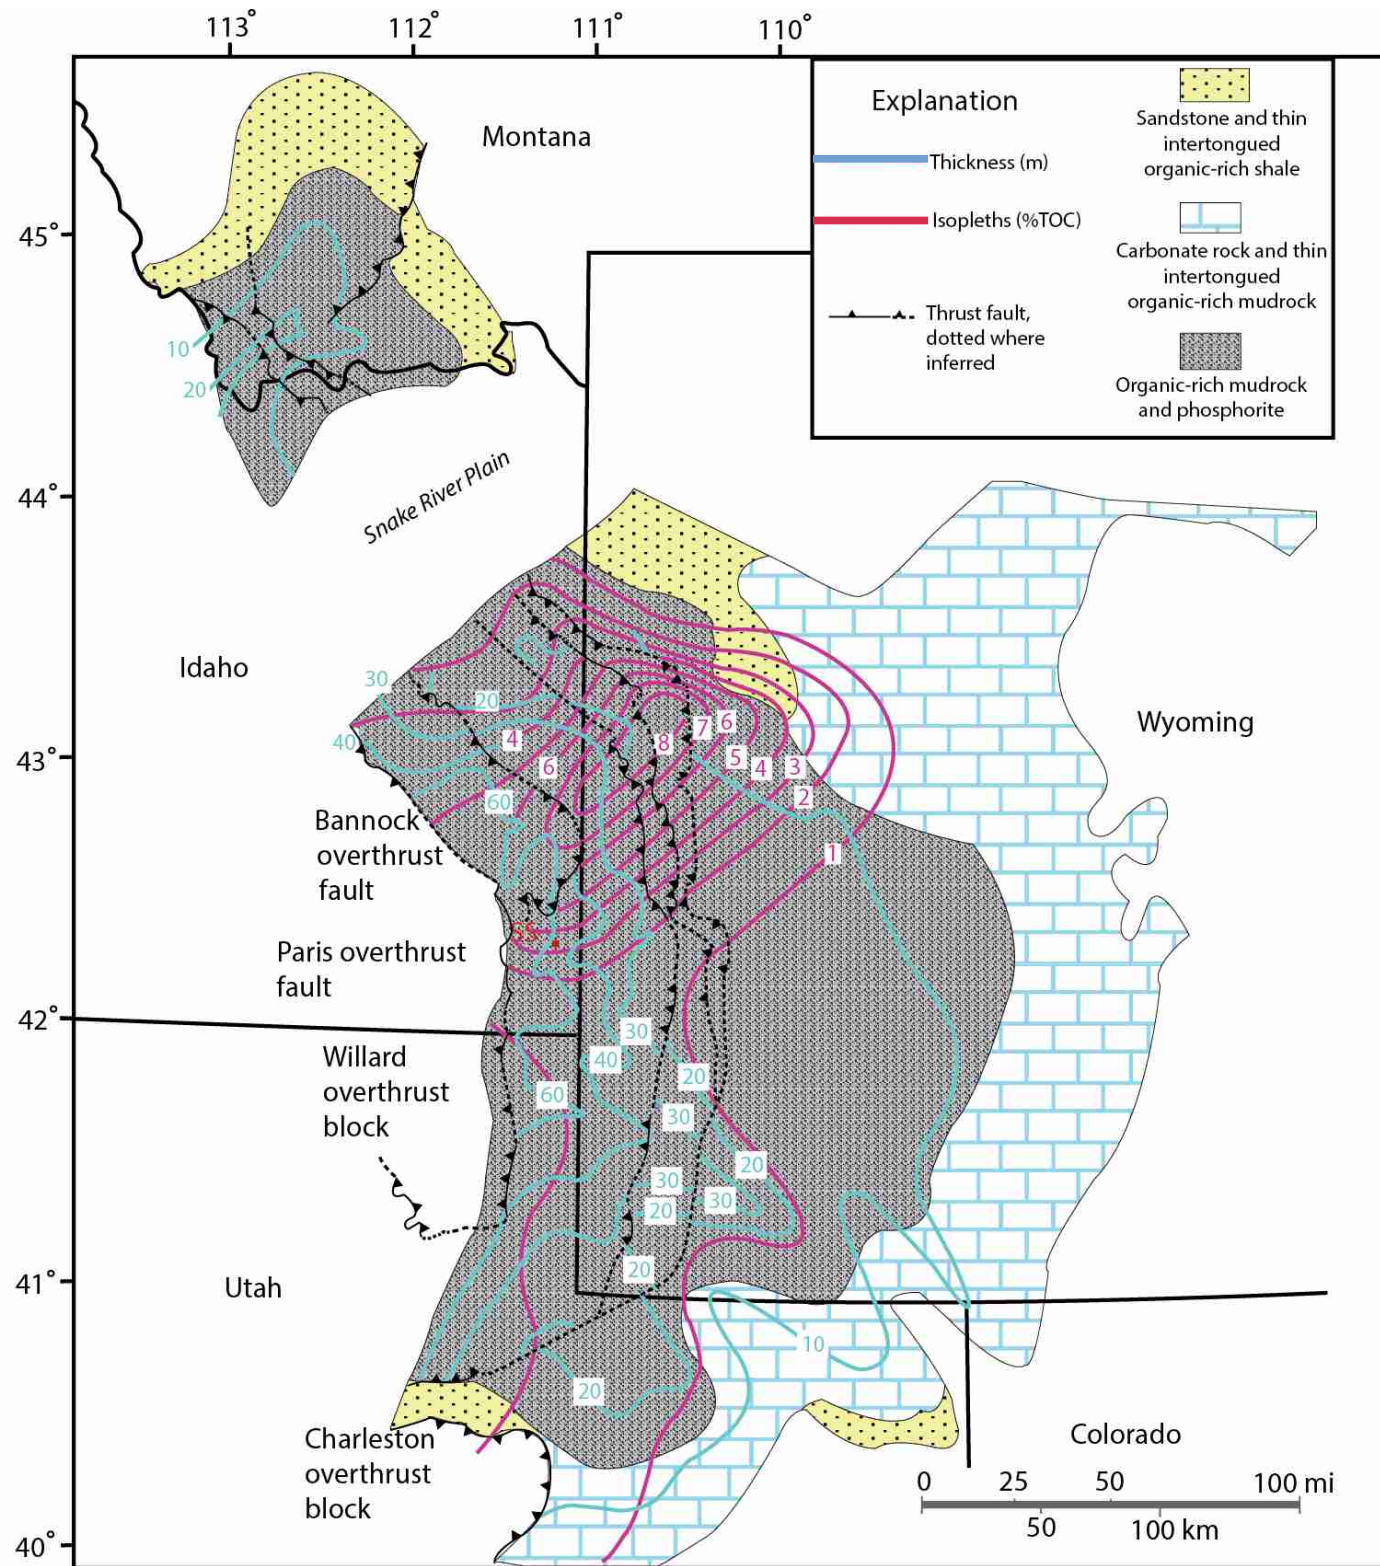 113˚
112˚
111˚
110˚
Explanation
Thickness (m)
Isopleths (%TOC)
Thrust fault,
dotted where
inferred
Sandstone and thin
intertongued
organic-rich shale
Carbonate rock and thin
intertongued
organic-rich mudrock
Organic-rich mudrock
and phosphorite
Montana
45˚
10
20
44˚
Snake River Plain
Idaho
30
20
40
4
6
60
8
7
6
5
4
3
2
1
43˚
Wyoming
Bannock
overthrust
fault
SS
Paris overthrust
fault
42˚
Willard
overthrust
block
30
40
20
60
30
20
30
30
20
20
41˚
Utah
10
20
Charleston
overthrust
block
Colorado
0 25 50 100 mi
50 100 km
40˚